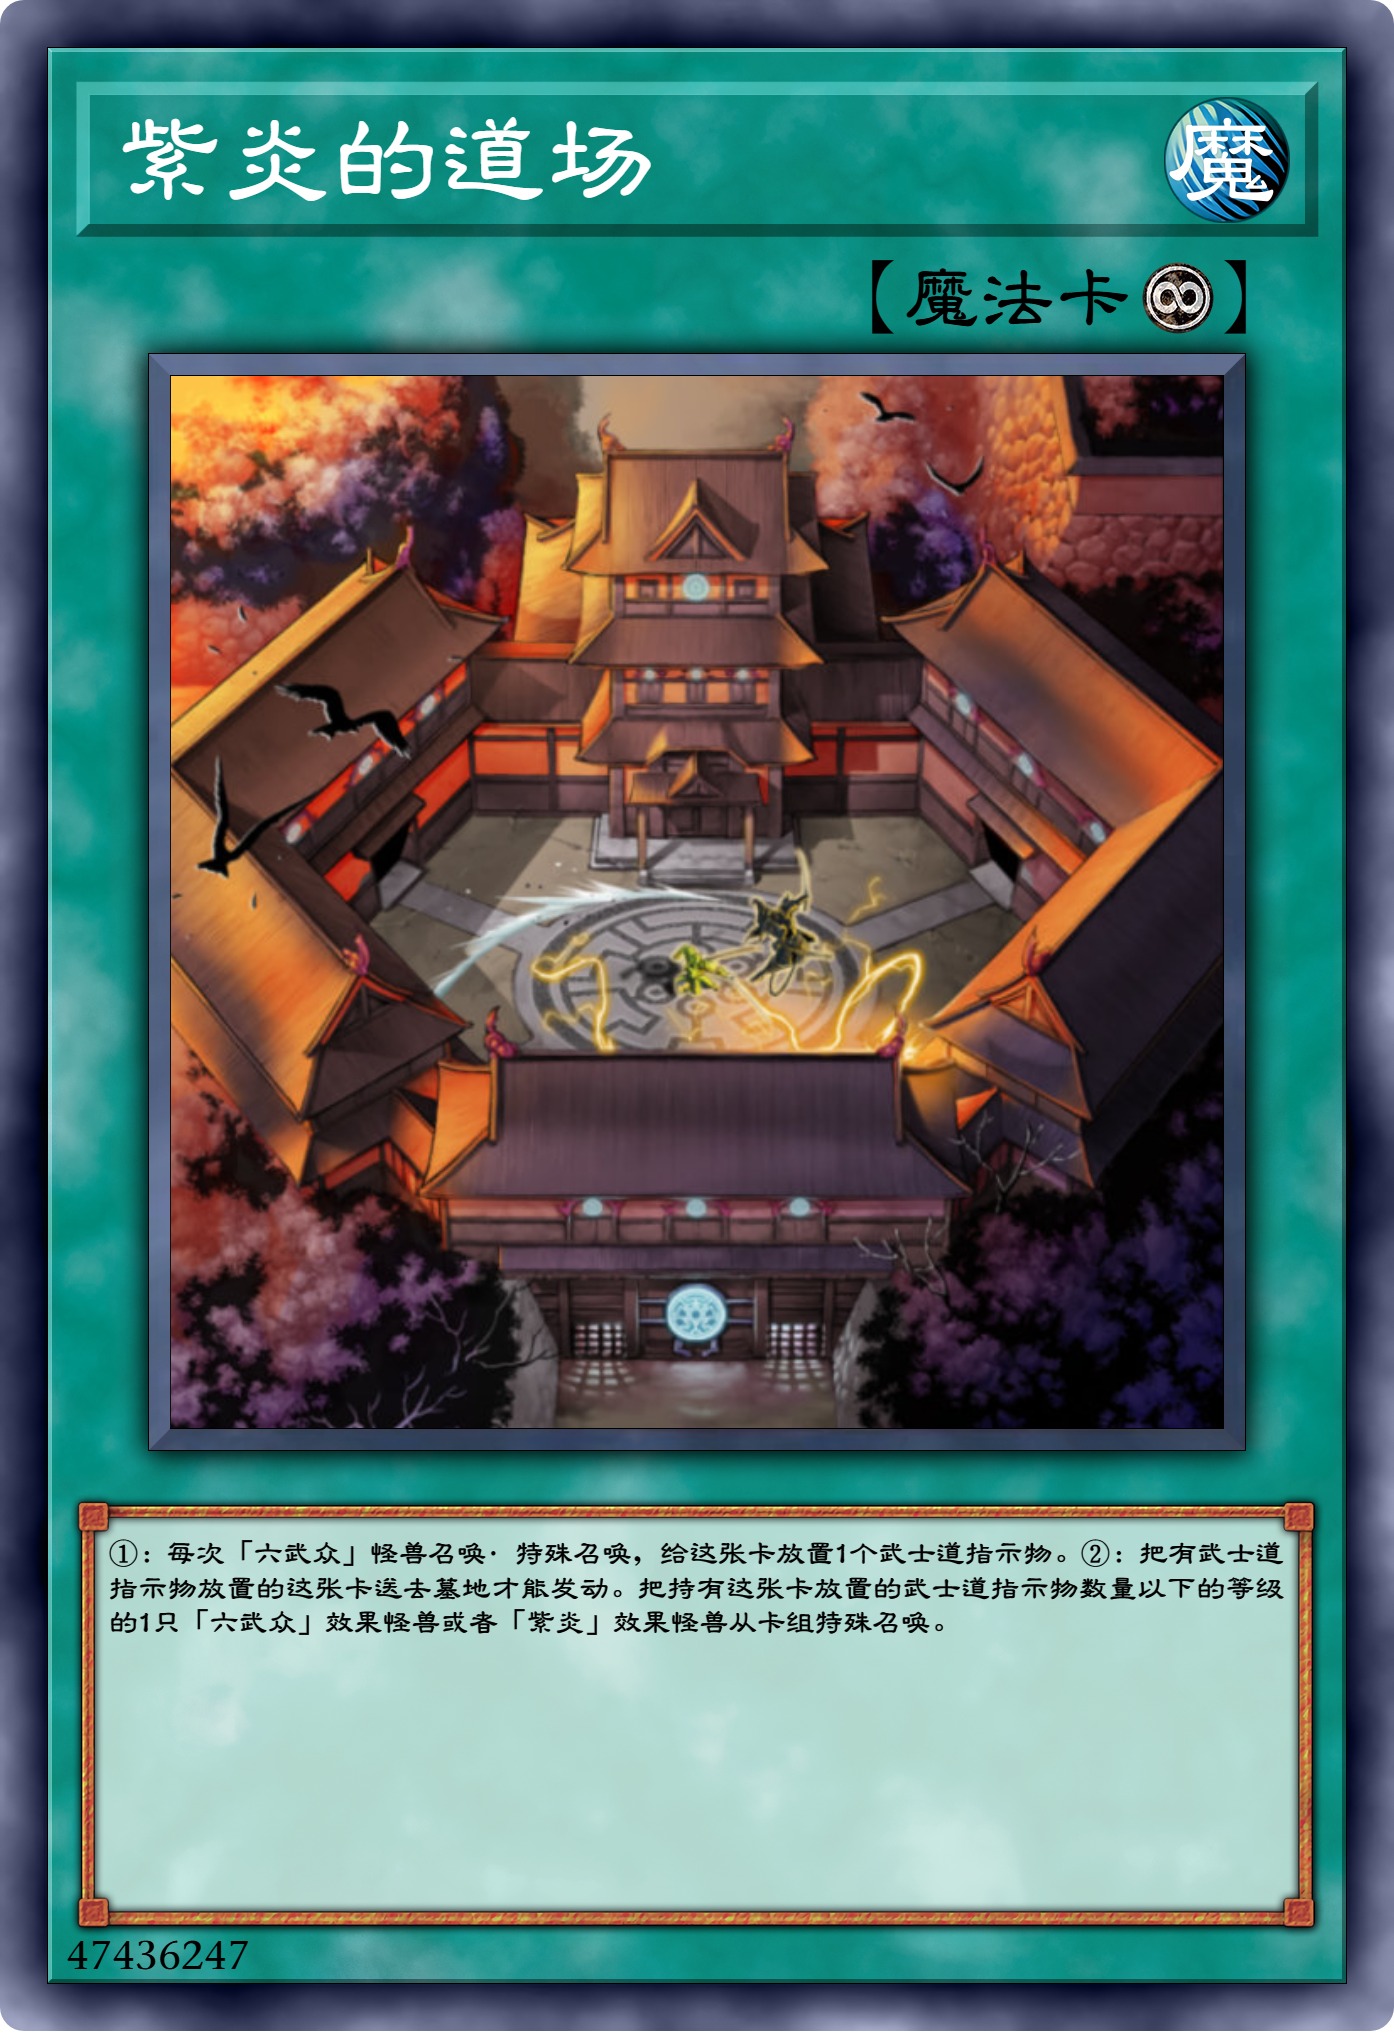 紫炎的道场
魔
【魔法卡】
①：每次「六武众」怪兽召唤·特殊召唤，给这张卡放置1个武士道指示物。②：把有武士道
指示物放置的这张卡送去墓地才能发动。把持有这张卡放置的武士道指示物数量以下的等级
的1只「六武众」效果怪兽或者「紫炎」效果怪兽从卡组特殊召唤。
47436247